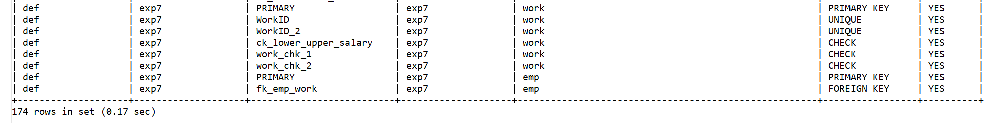 | def | exp7 | PRIMARY | exp7 | work | PRIMARY KEY | YES |
| def | exp7 | WorkID | exp7 | work | UNIQUE | YES |
| def | exp7 | WorkID_2 | exp7 | work | UNIQUE | YES |
| def | exp7 | ck_lower_upper_salary | exp7 | work | CHECK | YES |
| def | exp7 | work_chk_1 | exp7 | work | CHECK | YES |
| def | exp7 | work_chk_2 | exp7 | work | CHECK | YES |
| def | exp7 | PRIMARY | exp7 | emp | PRIMARY KEY | YES |
| def | exp7 | fk_emp_work | exp7 | emp | FOREIGN KEY | YES |
174 rows in set (0.17 sec)